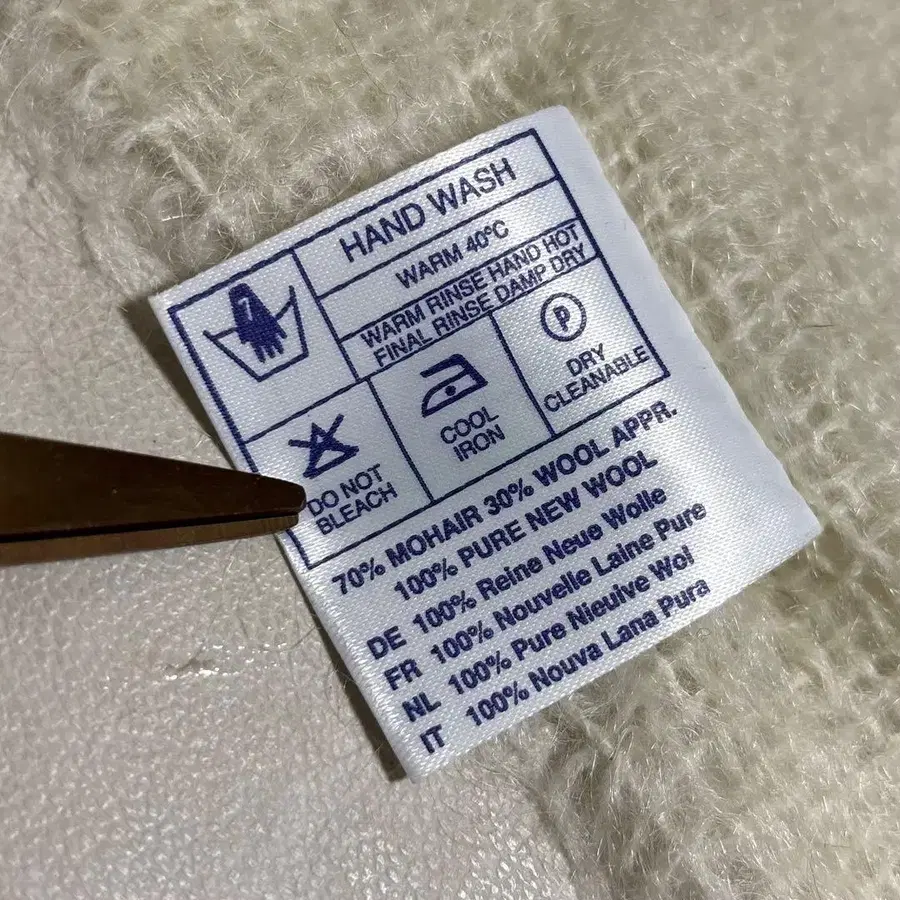 HAND WASH
WARM 40°C
WARM RINSE HAND HOT
FINAL RINSE DAMP DRY
DO NOT
BLEACH
COOL
IRON
P
DRY
CLEANABLE
70% MOHAIR 30% WOOL APPR.
100% PURE NEW WOOL
DE 100% Reine Neue Wolle
FR 100% Nouvelle Laine Pure
NL 100% Pure Nieulve Wol
IT 100% Nouva Lana Pura